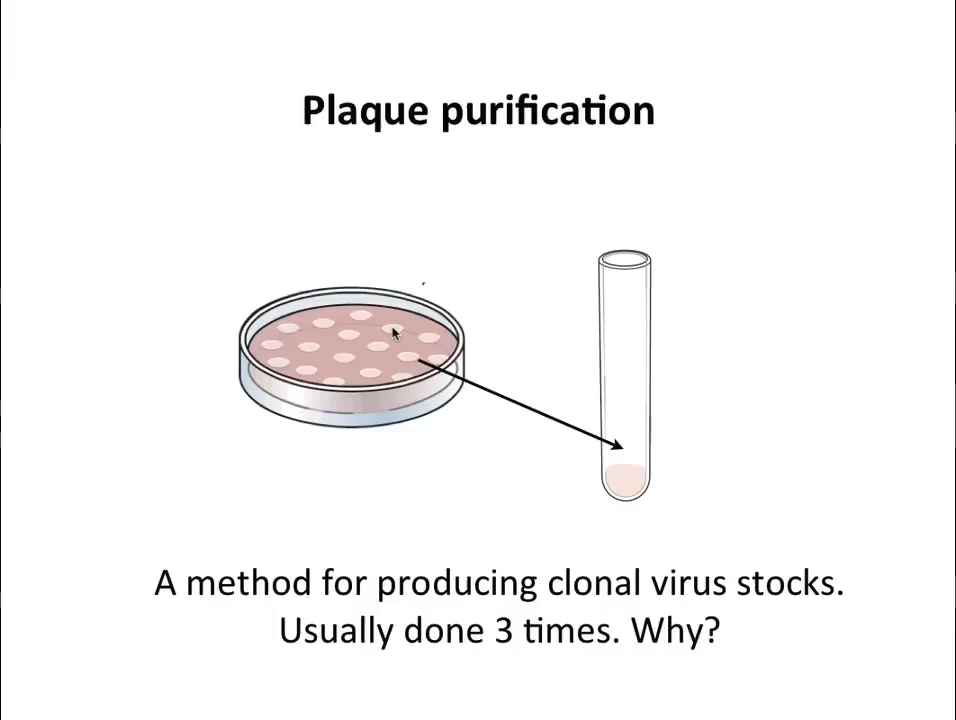 Plaque purification
A method for producing clonal virus stocks.
Usually done 3 times. Why?